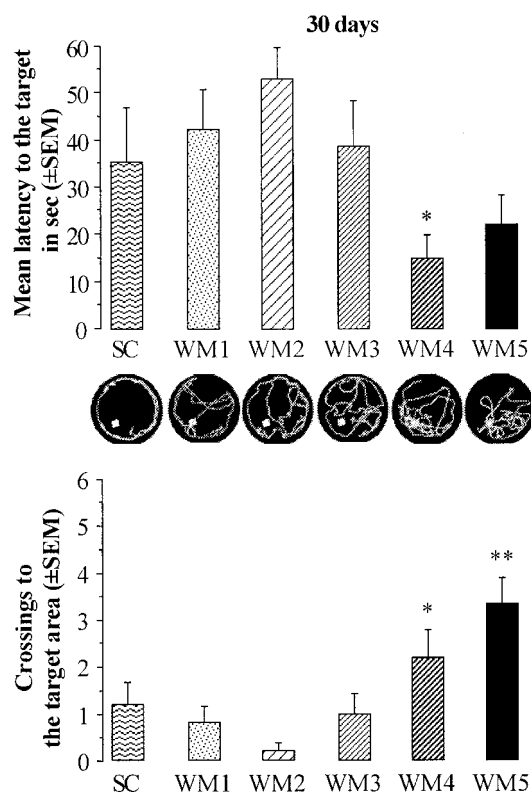 30 days
Mean latency to the target
in sec (±SEM)
60
50
40
30
20
10
0
*
SC WM1 WM2 WM3 WM4 WM5
Crossings to
the target area (±SEM)
6
5
4
3
2
1
0
* **
SC WM1 WM2 WM3 WM4 WM5